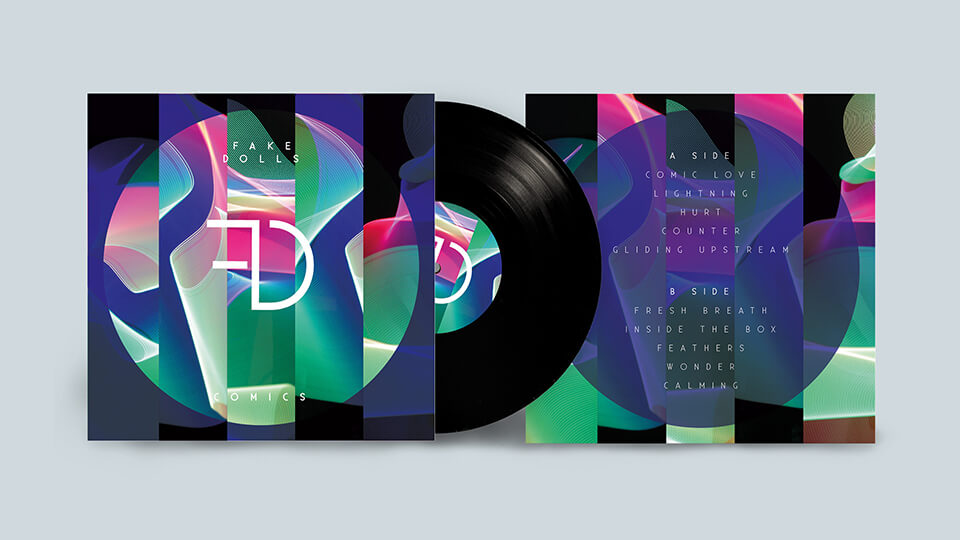 FAKE
DOLLS
FD
COMICS
D
A SIDE
COMIC LOVE
LIGHTNING
HURT
COUNTER
GLIDING UPSTREAM
B SIDE
FRESH BREATH
INSIDE THE BOX
FEATHERS
WONDER
CALMING